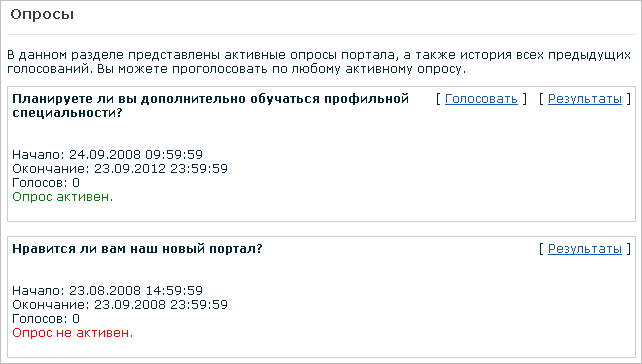 Опросы
В данном разделе представлены активные опросы портала, а также история всех предыдущих
голосований. Вы можете проголосовать по любому активному опросу.
Планируете ли вы дополнительно обучаться профильной [ Голосовать ] [ Результаты ]
специальности?
Начало: 24.09.2008 09:59:59
Окончание: 23.09.2012 23:59:59
Голосов: 0
Опрос активен.
Нравится ли вам наш новый портал? [ Результаты ]
Начало: 23.08.2008 14:59:59
Окончание: 23.09.2008 23:59:59
Голосов: 0
Опрос не активен.